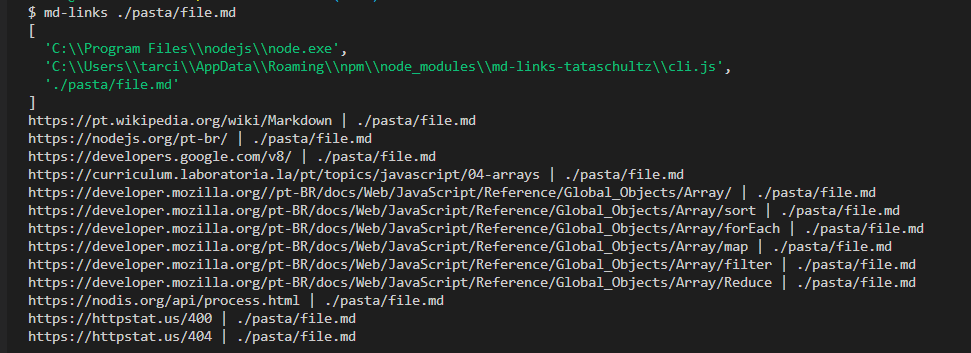 $ md-links ./pasta/file.md
[
  'C:\\Program Files\\nodejs\\node.exe',
  'C:\\Users\\tarci\\AppData\\Roaming\\npm\\node_modules\\md-links-tataschultz\\cli.js',
  './pasta/file.md'
]
https://pt.wikipedia.org/wiki/Markdown | ./pasta/file.md
https://nodejs.org/pt-br/ | ./pasta/file.md
https://developers.google.com/v8/ | ./pasta/file.md
https://curriculum.laboratoria.la/pt/topics/javascript/04-arrays | ./pasta/file.md
https://developer.mozilla.org//pt-BR/docs/Web/JavaScript/Reference/Global_Objects/Array/ | ./pasta/file.md
https://developer.mozilla.org/pt-BR/docs/Web/JavaScript/Reference/Global_Objects/Array/sort | ./pasta/file.md
https://developer.mozilla.org/pt-BR/docs/Web/JavaScript/Reference/Global_Objects/Array/forEach | ./pasta/file.md
https://developer.mozilla.org/pt-BR/docs/Web/JavaScript/Reference/Global_Objects/Array/map | ./pasta/file.md
https://developer.mozilla.org/pt-BR/docs/Web/JavaScript/Reference/Global_Objects/Array/filter | ./pasta/file.md
https://developer.mozilla.org/pt-BR/docs/Web/JavaScript/Reference/Global_Objects/Array/Reduce | ./pasta/file.md
https://nodis.org/api/process.html | ./pasta/file.md
https://httpstat.us/400 | ./pasta/file.md
https://httpstat.us/404 | ./pasta/file.md